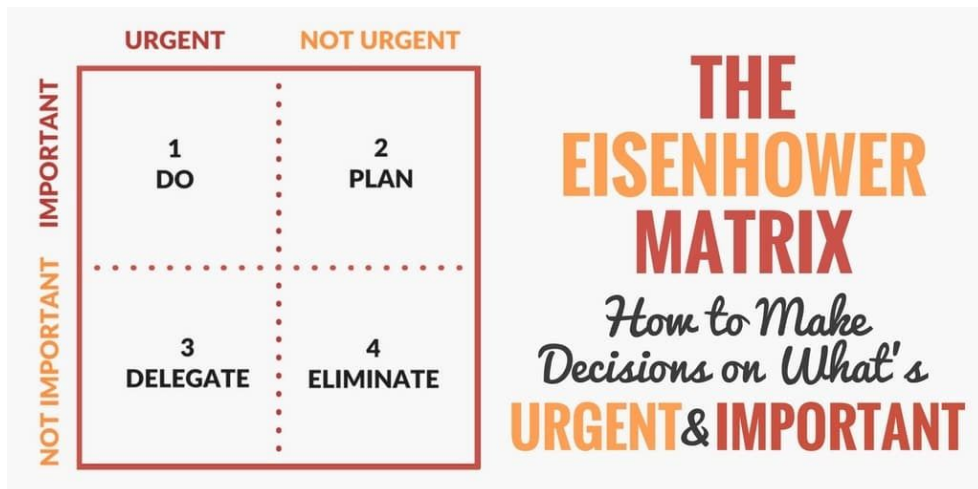 URGENT NOT URGENT
IMPORTANT
1
DO
2
PLAN
NOT IMPORTANT
3
DELEGATE
4
ELIMINATE
THE
EISENHOWER
MATRIX
How to Make
Decisions on What's
URGENT & IMPORTANT